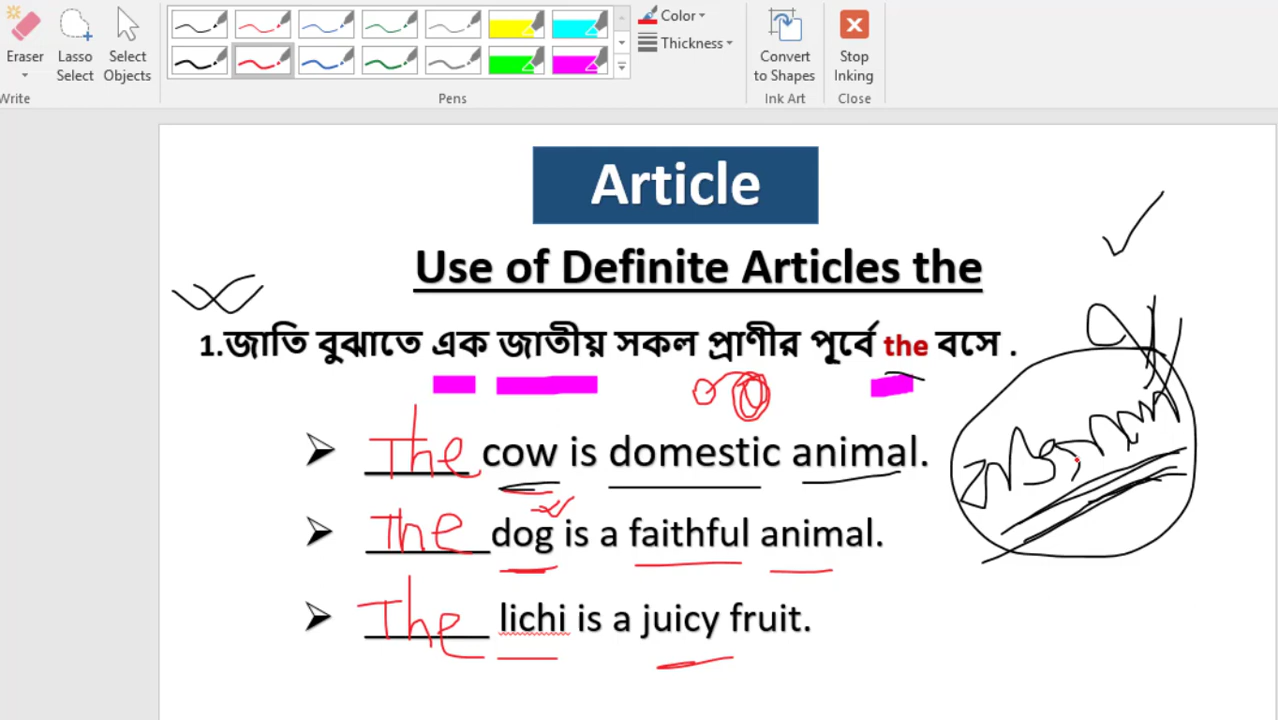 Eraser
Lasso Select
Select Objects
Color
Thickness
Convert to Shapes
Stop Inking
Write
Pens
Ink Art
Close
Article
Use of Definite Articles the
1.জাতি বুঝাতে এক জাতীয় সকল প্রাণীর পূর্বে the বসে .
The cow is domestic animal.
The dog is a faithful animal.
The lichi is a juicy fruit.